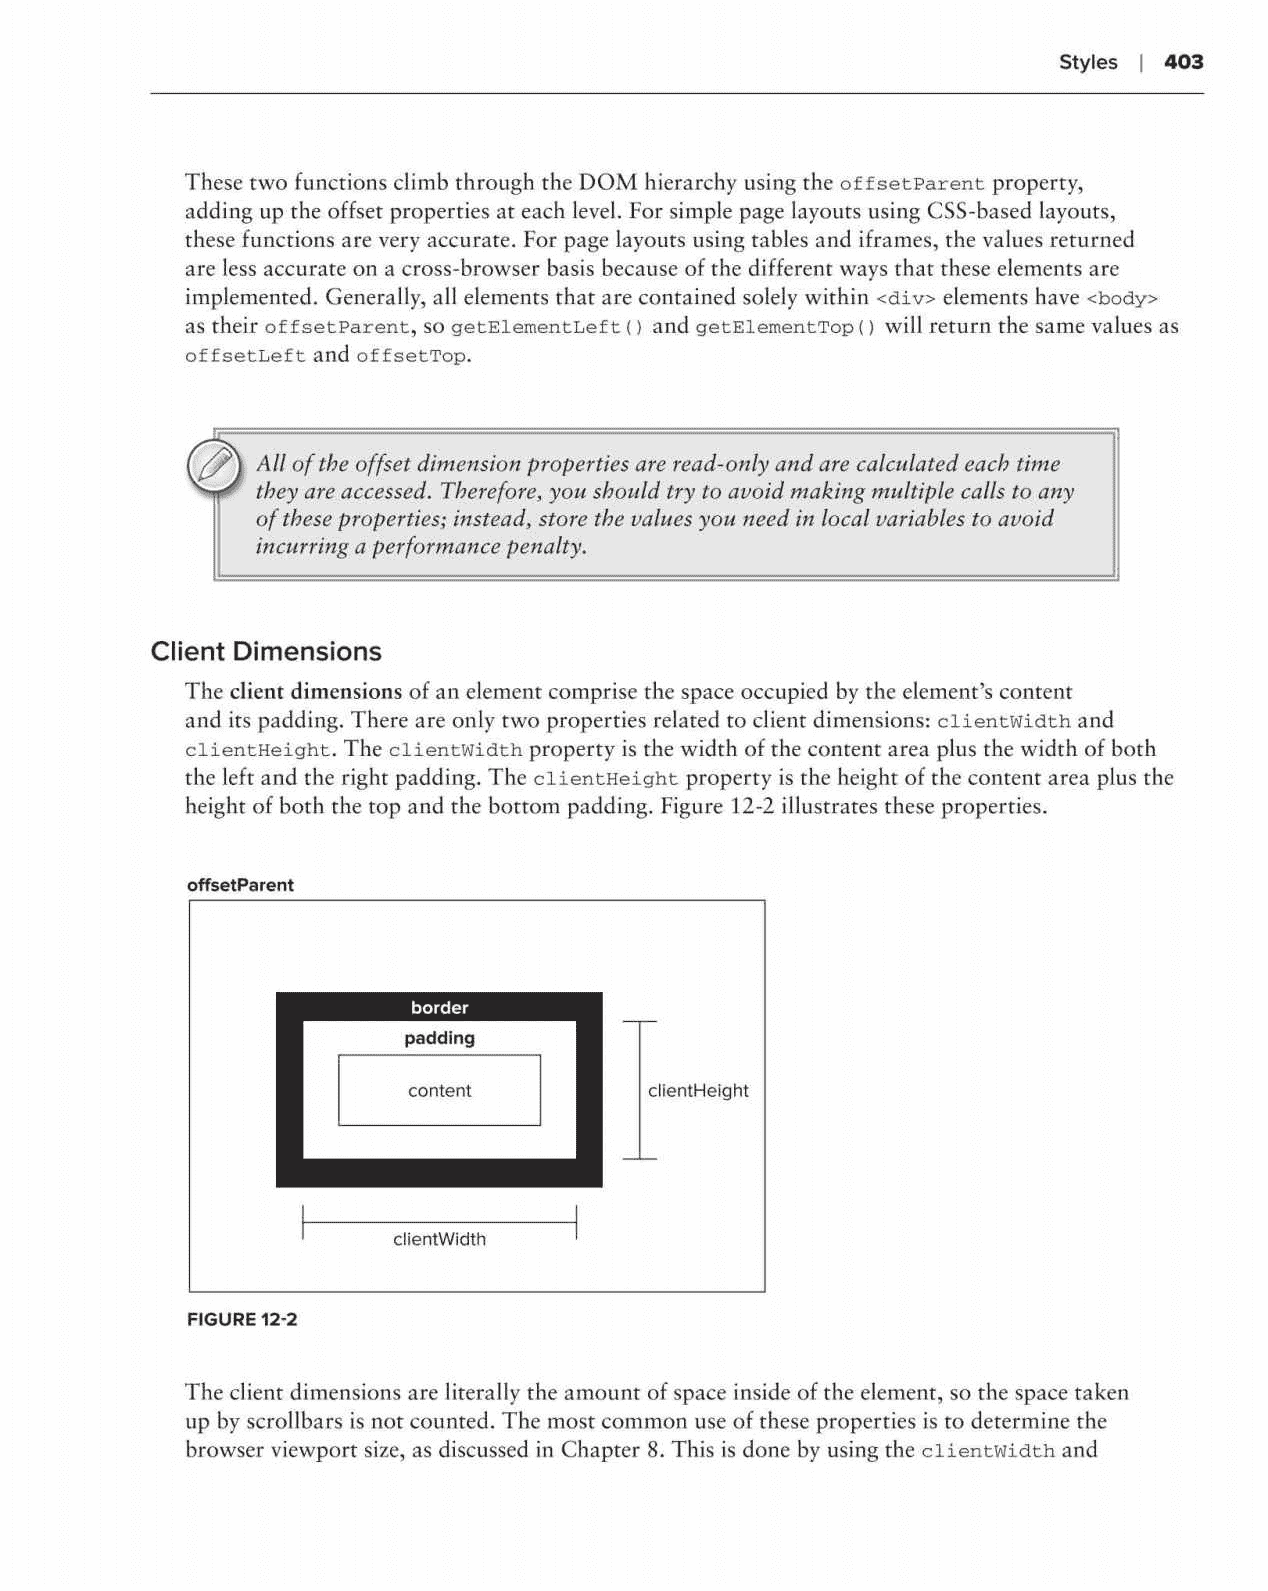 Styles | 403
These two functions climb through the DOM hierarchy using the offsetParent property,
adding up the offset properties at each level. For simple page layouts using CSS-based layouts,
these functions are very accurate. For page layouts using tables and iframes, the values returned
are less accurate on a cross-browser basis because of the different ways that these elements are
implemented. Generally, all elements that are contained solely within <div> elements have <body>
as their offsetParent, so getElementLeft() and getElementTop() will return the same values as
offsetLeft and offsetTop.
All of the offset dimension properties are read-only and are calculated each time
they are accessed. Therefore, you should try to avoid making multiple calls to any
of these properties; instead, store the values you need in local variables to avoid
incurring a performance penalty.
Client Dimensions
The client dimensions of an element comprise the space occupied by the element's content
and its padding. There are only two properties related to client dimensions: clientWidth and
clientHeight. The clientWidth property is the width of the content area plus the width of both
the left and the right padding. The clientHeight property is the height of the content area plus the
height of both the top and the bottom padding. Figure 12-2 illustrates these properties.
offsetParent
border
padding
content
clientHeight
clientWidth
FIGURE 12-2
The client dimensions are literally the amount of space inside of the element, so the space taken
up by scrollbars is not counted. The most common use of these properties is to determine the
browser viewport size, as discussed in Chapter 8. This is done by using the clientWidth and